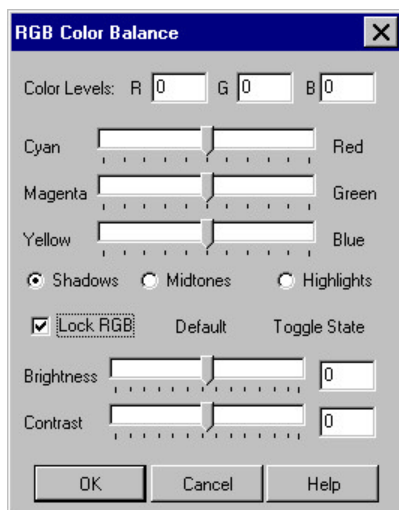 RGB Color Balance
Color Levels: R 0 G 0 B 0
Cyan Red
Magenta Green
Yellow Blue
Shadows Midtones Highlights
Lock RGB Default Toggle State
Brightness 0
Contrast 0
OK Cancel Help